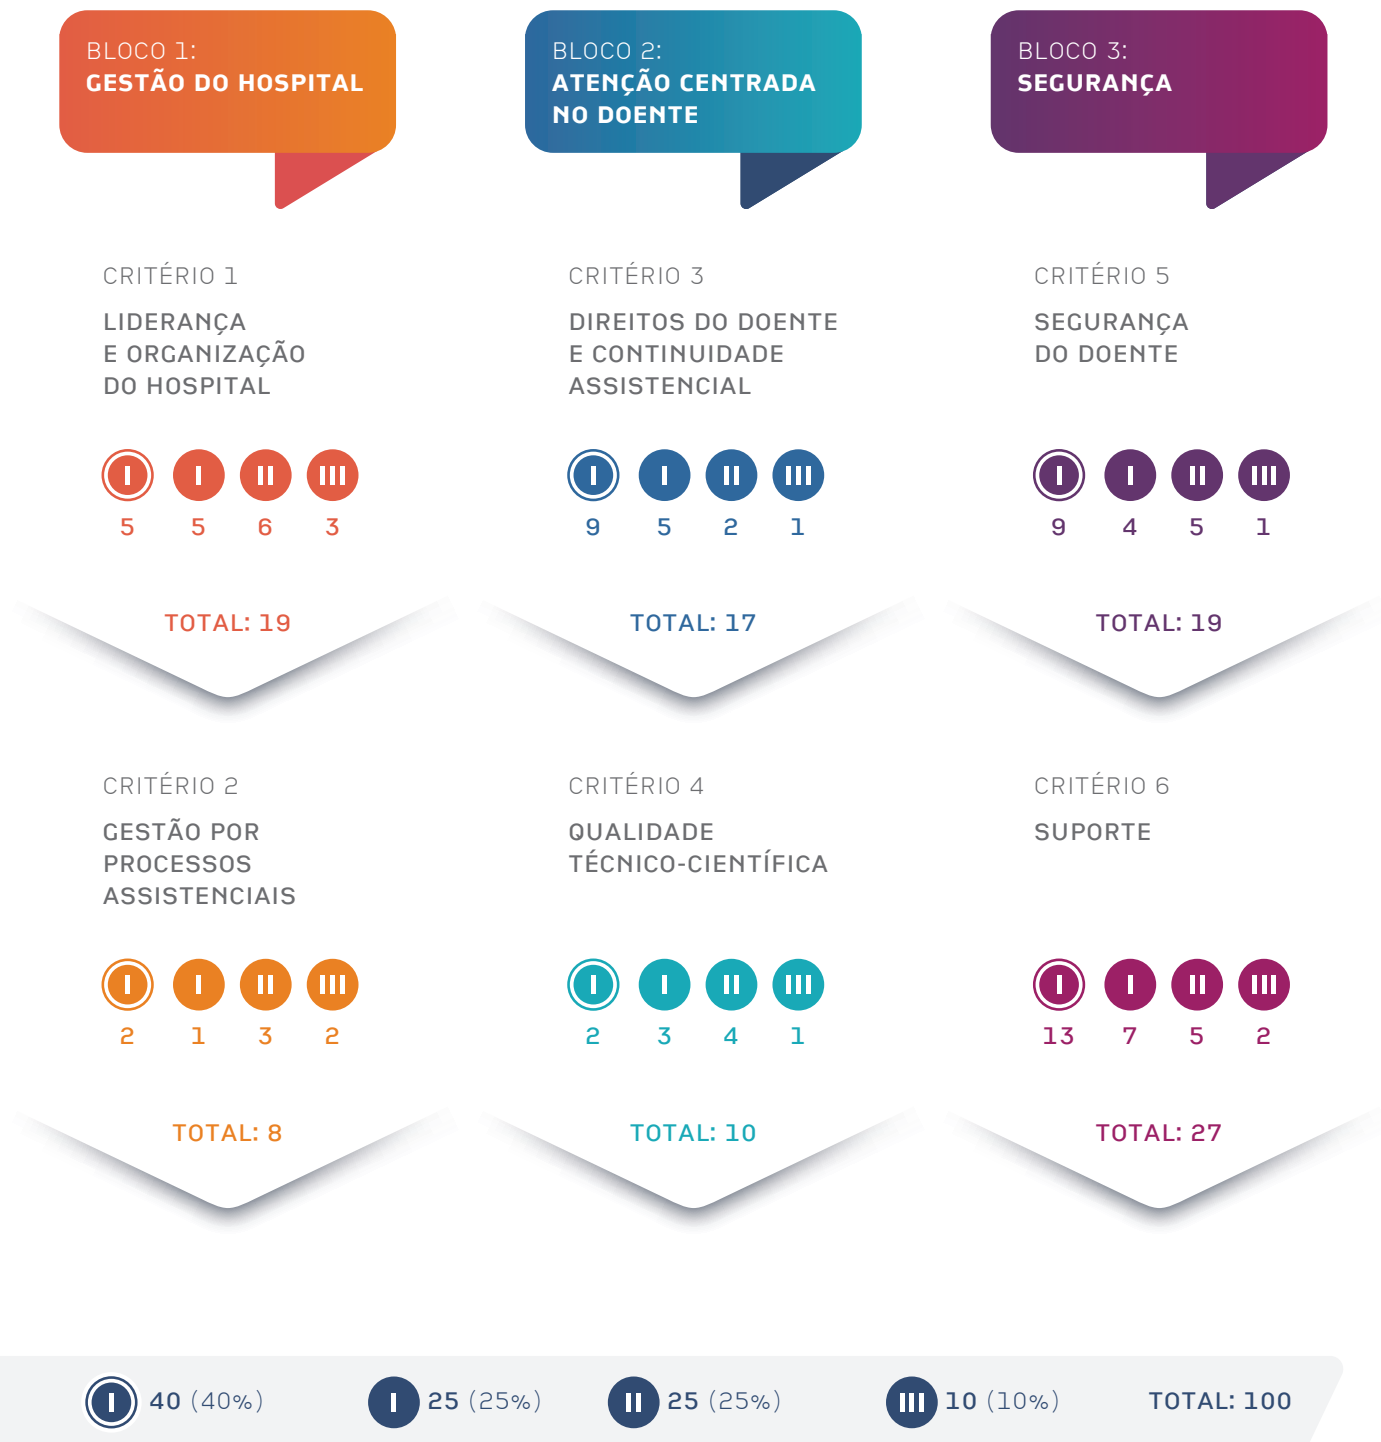 BLOCO 1:
GESTÃO DO HOSPITAL
BLOCO 2:
ATENÇÃO CENTRADA
NO DOENTE
BLOCO 3:
SEGURANÇA
CRITÉRIO 1
LIDERANÇA
E ORGANIZAÇÃO
DO HOSPITAL
I I II III
5 5 6 3
TOTAL: 19
CRITÉRIO 3
DIREITOS DO DOENTE
E CONTINUIDADE
ASSISTENCIAL
I I II III
9 5 2 1
TOTAL: 17
CRITÉRIO 5
SEGURANÇA
DO DOENTE
I I II III
9 4 5 1
TOTAL: 19
CRITÉRIO 2
GESTÃO POR
PROCESSOS
ASSISTENCIAIS
I I II III
2 1 3 2
TOTAL: 8
CRITÉRIO 4
QUALIDADE
TÉCNICO-CIENTÍFICA
I I II III
2 3 4 1
TOTAL: 10
CRITÉRIO 6
SUPORTE
I I II III
13 7 5 2
TOTAL: 27
I 40 (40%) I 25 (25%) II 25 (25%) III 10 (10%) TOTAL: 100